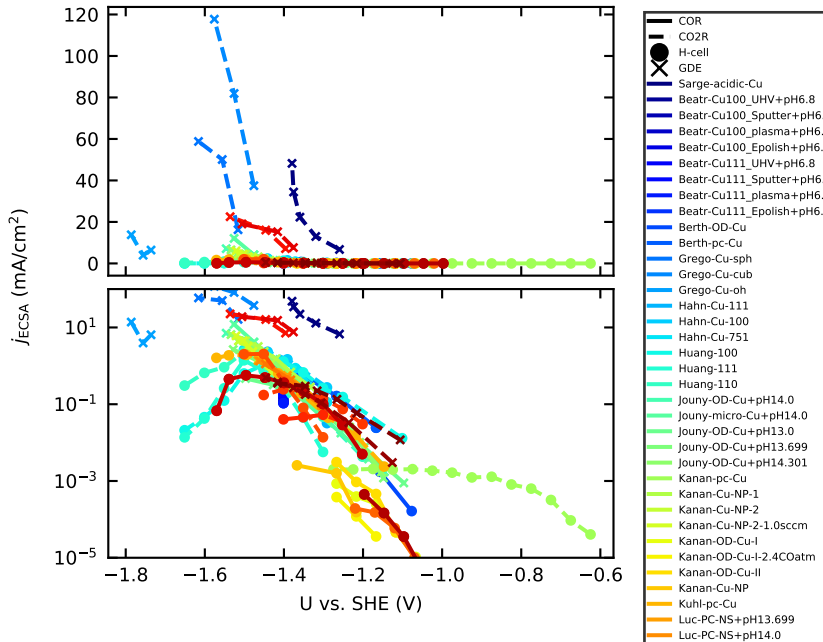 120
100
80
60
40
20
0
10¹
10⁻¹
10⁻³
10⁻⁵
j_ECSA (mA/cm²)
−1.8 −1.6 −1.4 −1.2 −1.0 −0.8 −0.6
U vs. SHE (V)
COR
CO2R
H-cell
GDE
Sarge-acidic-Cu
Beatr-Cu100_UHV+pH6.8
Beatr-Cu100_Sputter+pH6.
Beatr-Cu100_plasma+pH6.
Beatr-Cu100_Epolish+pH6.
Beatr-Cu111_UHV+pH6.8
Beatr-Cu111_Sputter+pH6.
Beatr-Cu111_plasma+pH6.
Beatr-Cu111_Epolish+pH6.
Berth-OD-Cu
Berth-pc-Cu
Grego-Cu-sph
Grego-Cu-cub
Grego-Cu-oh
Hahn-Cu-111
Hahn-Cu-100
Hahn-Cu-751
Huang-100
Huang-111
Huang-110
Jouny-OD-Cu+pH14.0
Jouny-micro-Cu+pH14.0
Jouny-OD-Cu+pH13.0
Jouny-OD-Cu+pH13.699
Jouny-OD-Cu+pH14.301
Kanan-pc-Cu
Kanan-Cu-NP-1
Kanan-Cu-NP-2
Kanan-Cu-NP-2-1.0sccm
Kanan-OD-Cu-I
Kanan-OD-Cu-I-2.4COatm
Kanan-OD-Cu-II
Kanan-Cu-NP
Kuhl-pc-Cu
Luc-PC-NS+pH13.699
Luc-PC-NS+pH14.0